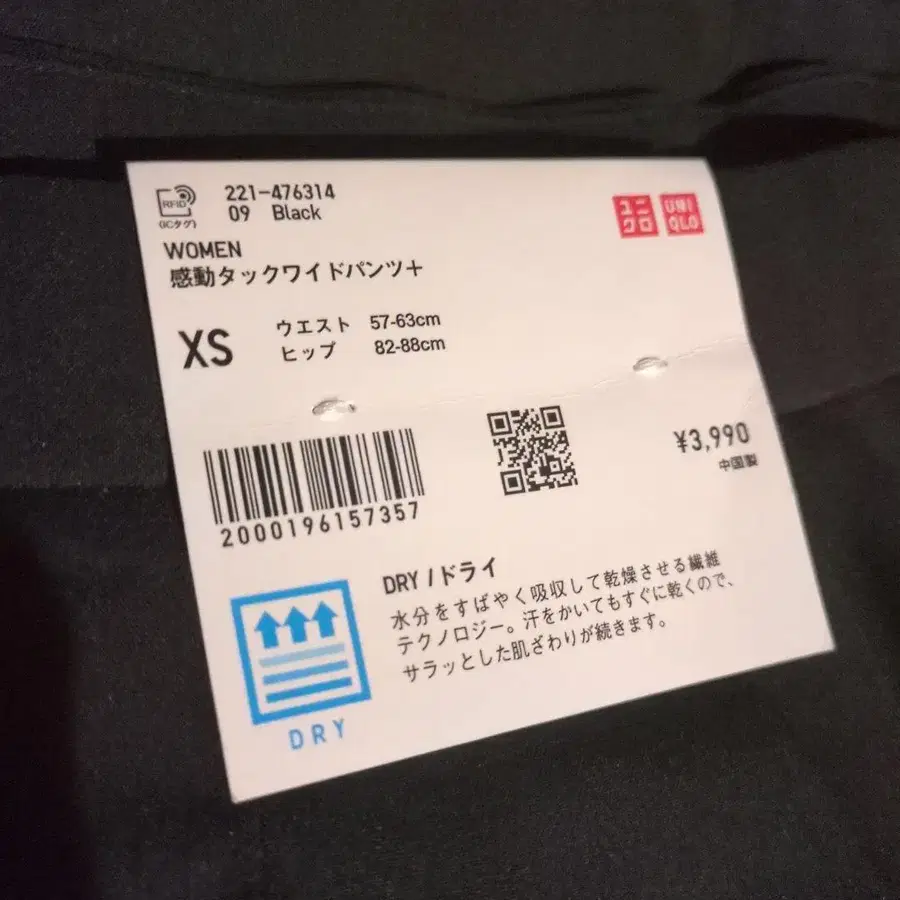 RFID
(ICタグ)
221-476314
09 Black
ユニクロ
UNIQLO
WOMEN
感動タックワイドパンツ+
XS
ウエスト 57-63cm
ヒップ 82-88cm
2000196157357
¥3,990
中国製
DRY / ドライ
水分をすばやく吸収して乾燥させる繊維
テクノロジー。汗をかいてもすぐに乾くので、
サラッとした肌ざわりが続きます。
DRY